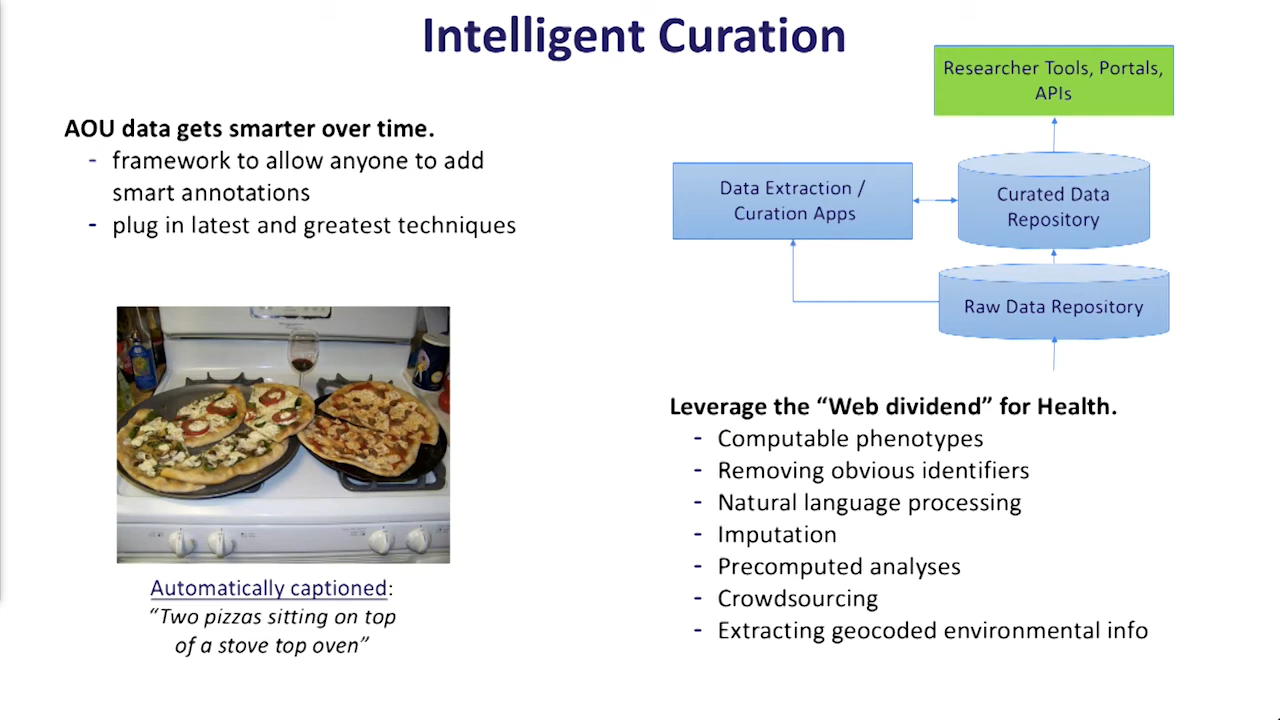 Intelligent Curation
AOU data gets smarter over time.
- framework to allow anyone to add
smart annotations
- plug in latest and greatest techniques
Automatically captioned:
“Two pizzas sitting on top
of a stove top oven”
Researcher Tools, Portals,
APIs
Data Extraction /
Curation Apps
Curated Data
Repository
Raw Data Repository
Leverage the “Web dividend” for Health.
- Computable phenotypes
- Removing obvious identifiers
- Natural language processing
- Imputation
- Precomputed analyses
- Crowdsourcing
- Extracting geocoded environmental info